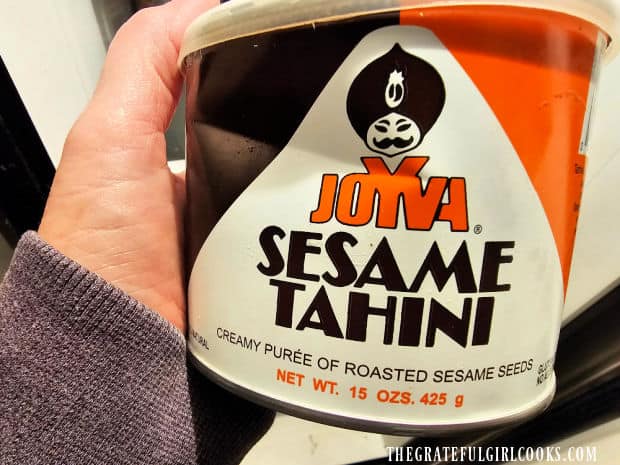 JOYVA®
SESAME
TAHINI
CREAMY PURÉE OF ROASTED SESAME SEEDS
NET WT. 15 OZS. 425 g
THEGRATEFULGIRLCOOKS.COM